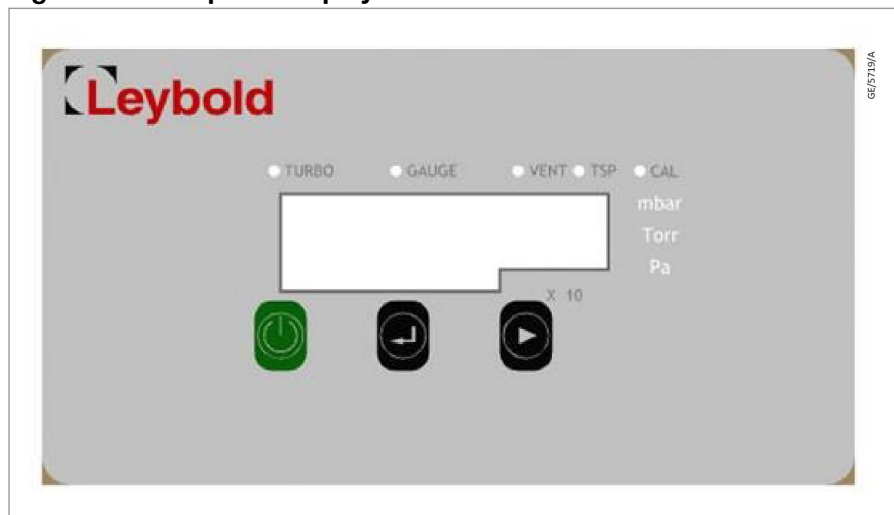 GE/5719/A
Leybold
TURBO GAUGE VENT TSP CAL
mbar
Torr
Pa
X 10